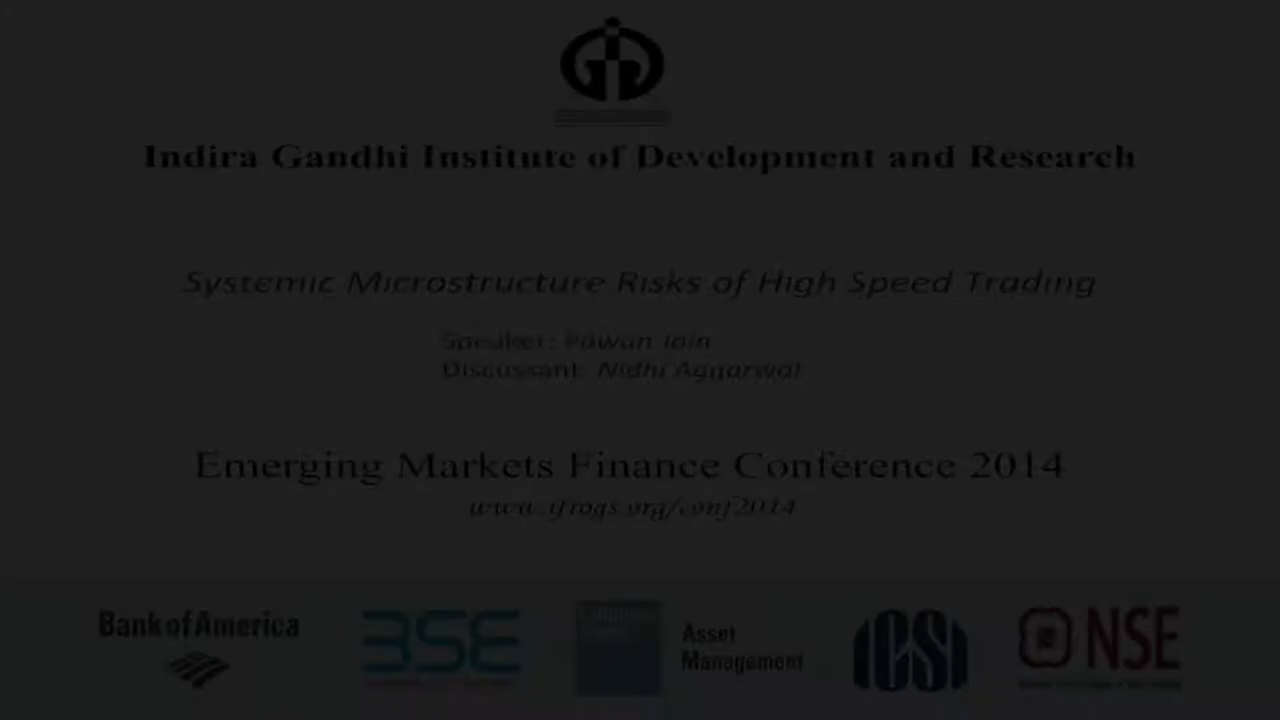 Indira Gandhi Institute of Development and Research
Systemic Microstructure Risks of High Speed Trading
Speaker: Pawan Jain
Discussant: Nidhi Aggarwal
Emerging Markets Finance Conference 2014
www.ifrogs.org/conf2014
Bank of America
BSE
Asset
Management
ICSI
NSE